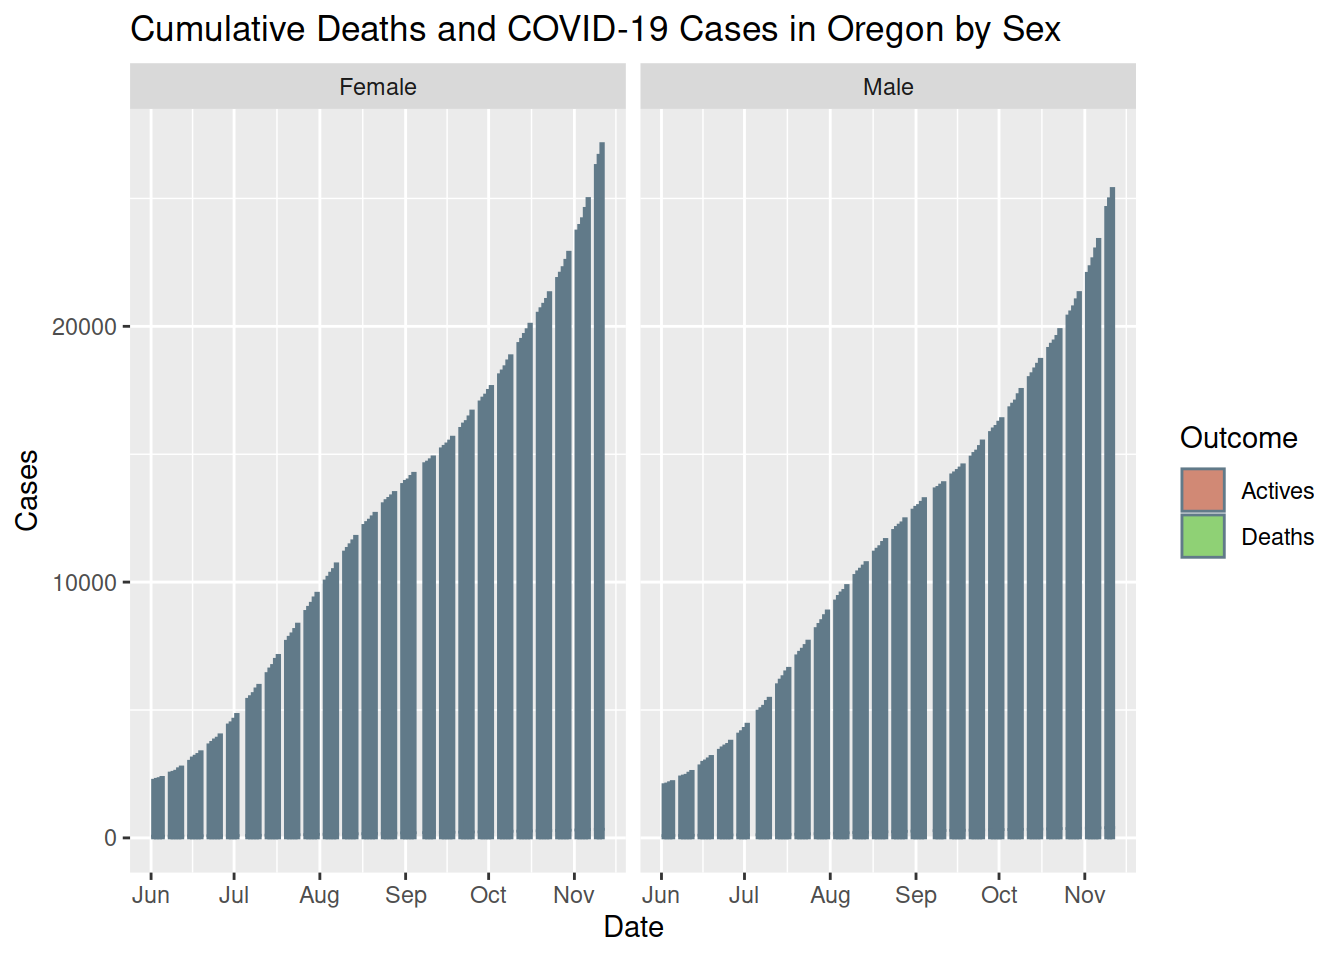 Cumulative Deaths and COVID-19 Cases in Oregon by Sex
Female
Male
Cases
20000
10000
0
Jun Jul Aug Sep Oct Nov
Jun Jul Aug Sep Oct Nov
Date
Outcome
Actives
Deaths